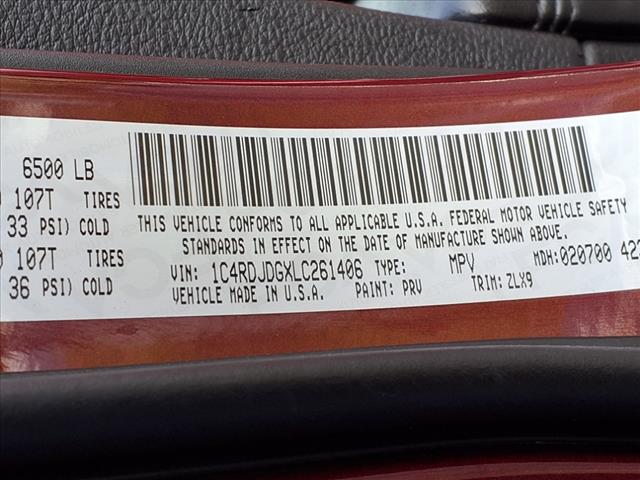 6500 LB
107T TIRES
33 PSI) COLD
107T TIRES
36 PSI) COLD
THIS VEHICLE CONFORMS TO ALL APPLICABLE U.S.A. FEDERAL MOTOR VEHICLE SAFETY
STANDARDS IN EFFECT ON THE DATE OF MANUFACTURE SHOWN ABOVE.
VIN: 1C4RDJDGXLC261406 TYPE: MPV MDH:020700 422
VEHICLE MADE IN U.S.A. PAINT: PRV TRIM: ZLX9